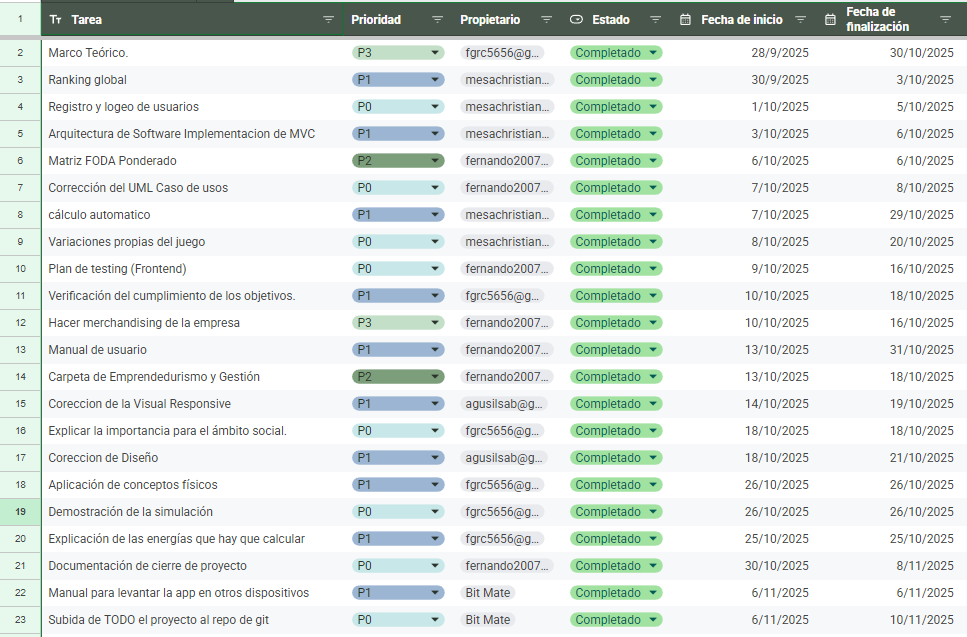 1 Tт Tarea Prioridad Propietario Estado Fecha de inicio Fecha de finalización
2 Marco Teórico. P3 fgrc5656@g... Completado 28/9/2025 30/10/2025
3 Ranking global P1 mesachristian... Completado 30/9/2025 3/10/2025
4 Registro y logeo de usuarios P0 mesachristian... Completado 1/10/2025 5/10/2025
5 Arquitectura de Software Implementacion de MVC P1 mesachristian... Completado 3/10/2025 6/10/2025
6 Matriz FODA Ponderado P2 fernando2007... Completado 6/10/2025 6/10/2025
7 Corrección del UML Caso de usos P0 fernando2007... Completado 7/10/2025 8/10/2025
8 cálculo automatico P1 mesachristian... Completado 7/10/2025 29/10/2025
9 Variaciones propias del juego P0 mesachristian... Completado 8/10/2025 20/10/2025
10 Plan de testing (Frontend) P0 fernando2007... Completado 9/10/2025 16/10/2025
11 Verificación del cumplimiento de los objetivos. P1 fgrc5656@g... Completado 10/10/2025 18/10/2025
12 Hacer merchandising de la empresa P3 fernando2007... Completado 10/10/2025 16/10/2025
13 Manual de usuario P1 fernando2007... Completado 13/10/2025 31/10/2025
14 Carpeta de Emprendedurismo y Gestión P2 fernando2007... Completado 13/10/2025 18/10/2025
15 Coreccion de la Visual Responsive P1 agusilsab@g... Completado 14/10/2025 19/10/2025
16 Explicar la importancia para el ámbito social. P0 fgrc5656@g... Completado 18/10/2025 18/10/2025
17 Coreccion de Diseño P1 agusilsab@g... Completado 18/10/2025 21/10/2025
18 Aplicación de conceptos físicos P1 fgrc5656@g... Completado 26/10/2025 26/10/2025
19 Demostración de la simulación P0 fgrc5656@g... Completado 26/10/2025 26/10/2025
20 Explicación de las energías que hay que calcular P1 fgrc5656@g... Completado 25/10/2025 25/10/2025
21 Documentación de cierre de proyecto P0 fernando2007... Completado 30/10/2025 8/11/2025
22 Manual para levantar la app en otros dispositivos P1 Bit Mate Completado 6/11/2025 6/11/2025
23 Subida de TODO el proyecto al repo de git P0 Bit Mate Completado 6/11/2025 10/11/2025